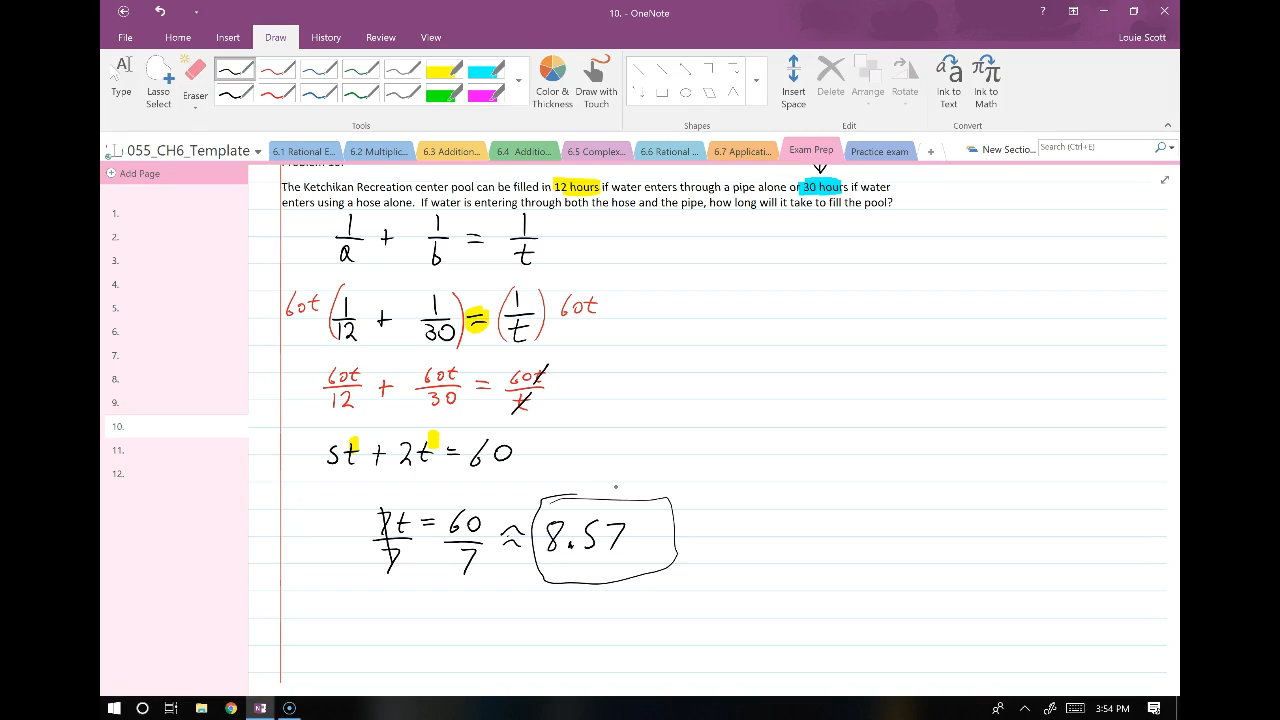 10. - OneNote
?
File Home Insert Draw History Review View Louie Scott
Type Lasso Select Eraser Color & Thickness Draw with Touch Insert Space Delete Arrange Rotate Ink to Text Ink to Math
Tools Shapes Edit Convert
055_CH6_Template 6.1 Rational E... 6.2 Multiplic... 6.3 Addition... 6.4 Additio... 6.5 Complex... 6.6 Rational ... 6.7 Applicati... Exam Prep Practice exam + New Sectio... Search (Ctrl+E)
Add Page
1.
2.
3.
4.
5.
6.
7.
8.
9.
10.
11.
12.
The Ketchikan Recreation center pool can be filled in 12 hours if water enters through a pipe alone or 30 hours if water
enters using a hose alone. If water is entering through both the hose and the pipe, how long will it take to fill the pool?
1/a + 1/b = 1/t
60t (1/12 + 1/30) = (1/t) 60t
60t/12 + 60t/30 = 60t/t
5t + 2t = 60
7t/7 = 60/7 ≈ 8.57
3:54 PM